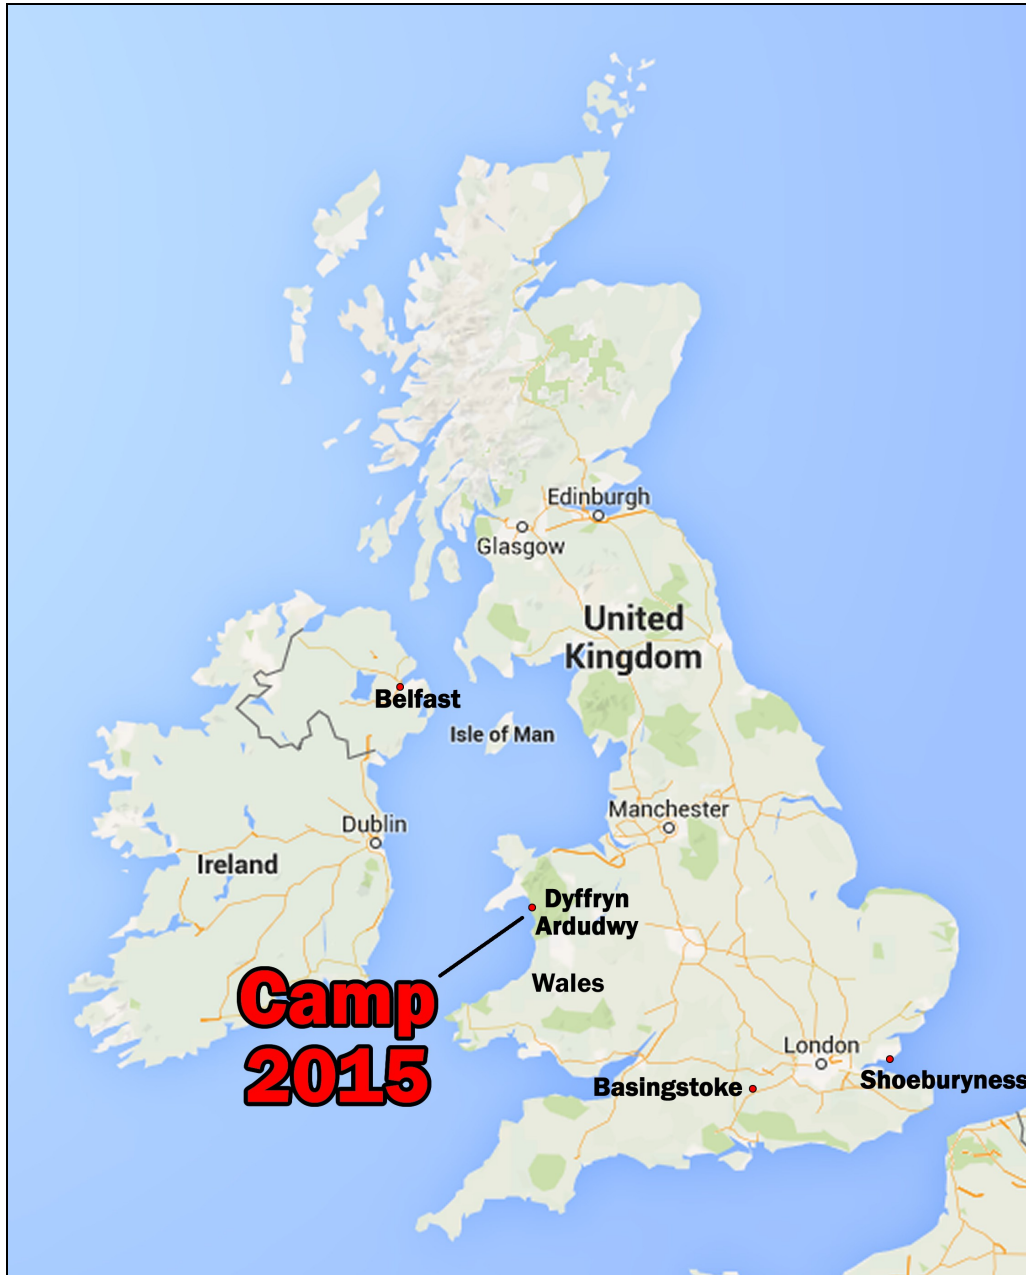 Edinburgh
Glasgow
United
Kingdom
Belfast
Isle of Man
Manchester
Dublin
Ireland
Dyffryn
Ardudwy
Wales
Camp
2015
London
Basingstoke
Shoeburyness